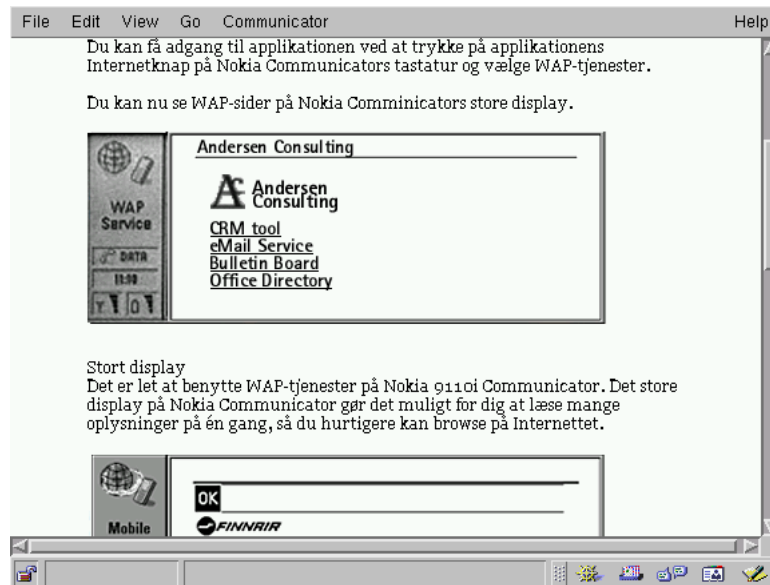 File Edit View Go Communicator Help
Du kan få adgang til applikationen ved at trykke på applikationens
Internetknap på Nokia Communicators tastatur og vælge WAP-tjenester.
Du kan nu se WAP-sider på Nokia Comminicators store display.
Andersen Consulting
Andersen
Consulting
WAP
Service
CRM tool
eMail Service
Bulletin Board
Office Directory
DATA
Stort display
Det er let at benytte WAP-tjenester på Nokia 9110i Communicator. Det store
display på Nokia Communicator gør det muligt for dig at læse mange
oplysninger på én gang, så du hurtigere kan browse på Internettet.
OK
Mobile
FINNAIR